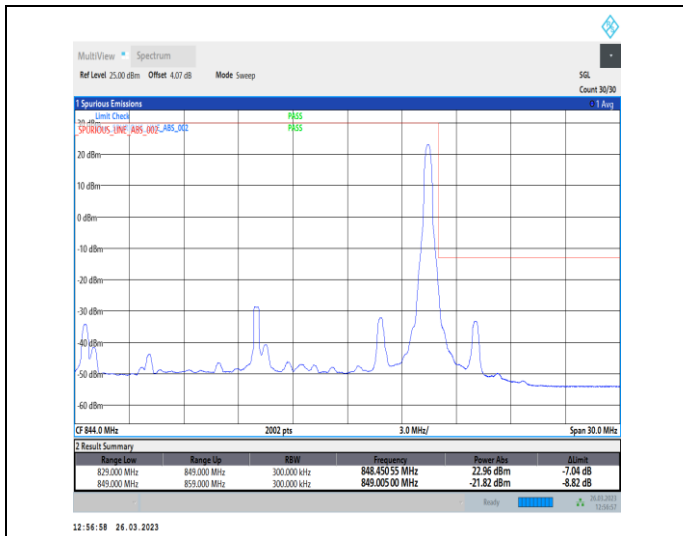 MultiView Spectrum
Ref Level 25.00 dBm Offset 4.07 dB Mode Sweep SGL
Count 30/30
1 Spurious Emissions 1 Avg
Limit Check PASS
SPURIOUS_LINE_ABS_002 _ABS_002 PASS
20 dBm
10 dBm
0 dBm
-10 dBm
-20 dBm
-30 dBm
-40 dBm
-50 dBm
-60 dBm
CF 844.0 MHz 2002 pts 3.0 MHz/ Span 30.0 MHz
2 Result Summary
Range Low Range Up RBW Frequency Power Abs ΔLimit
829.000 MHz 849.000 MHz 300.000 kHz 848.45055 MHz 22.96 dBm -7.04 dB
849.000 MHz 859.000 MHz 300.000 kHz 849.00500 MHz -21.82 dBm -8.82 dB
Ready 26.03.2023
12:56:57
12:56:58 26.03.2023